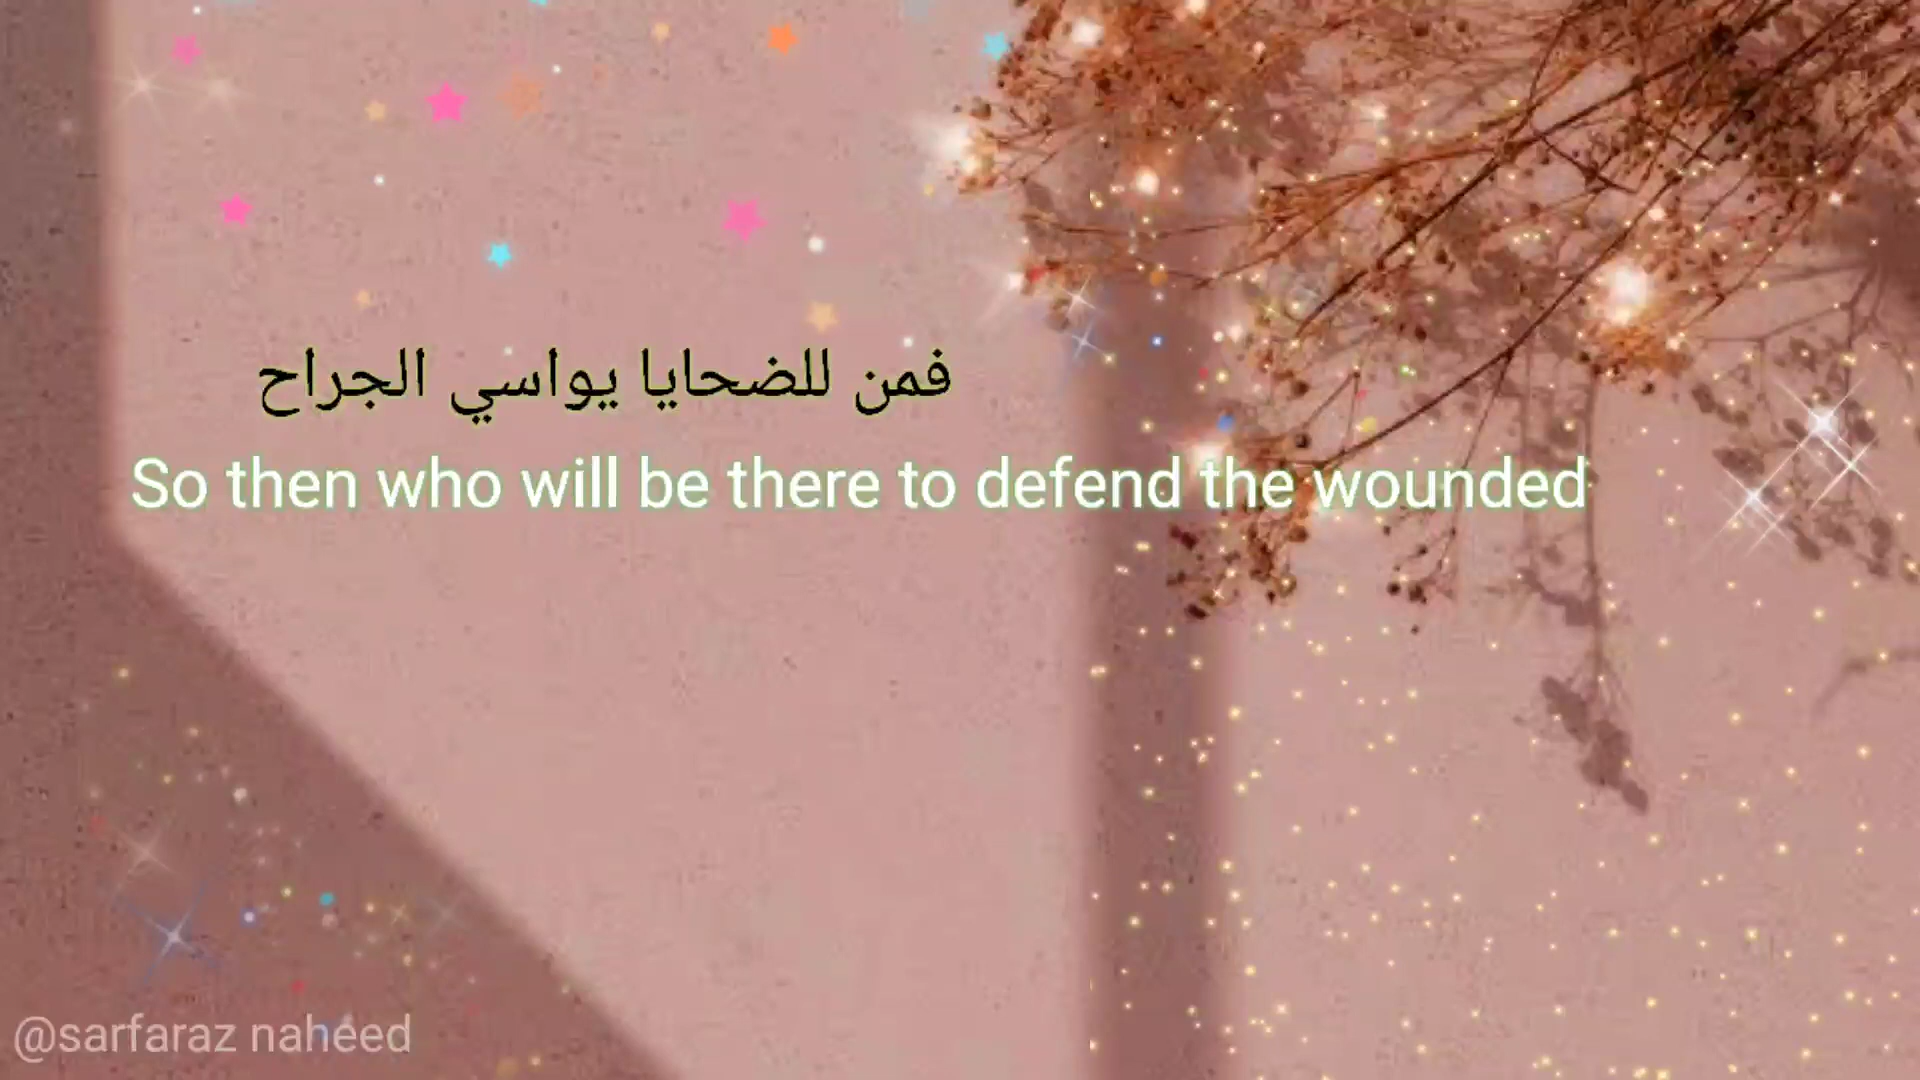 فمن للضحايا يواسي الجراح
So then who will be there to defend the wounded
@sarfaraz naheed